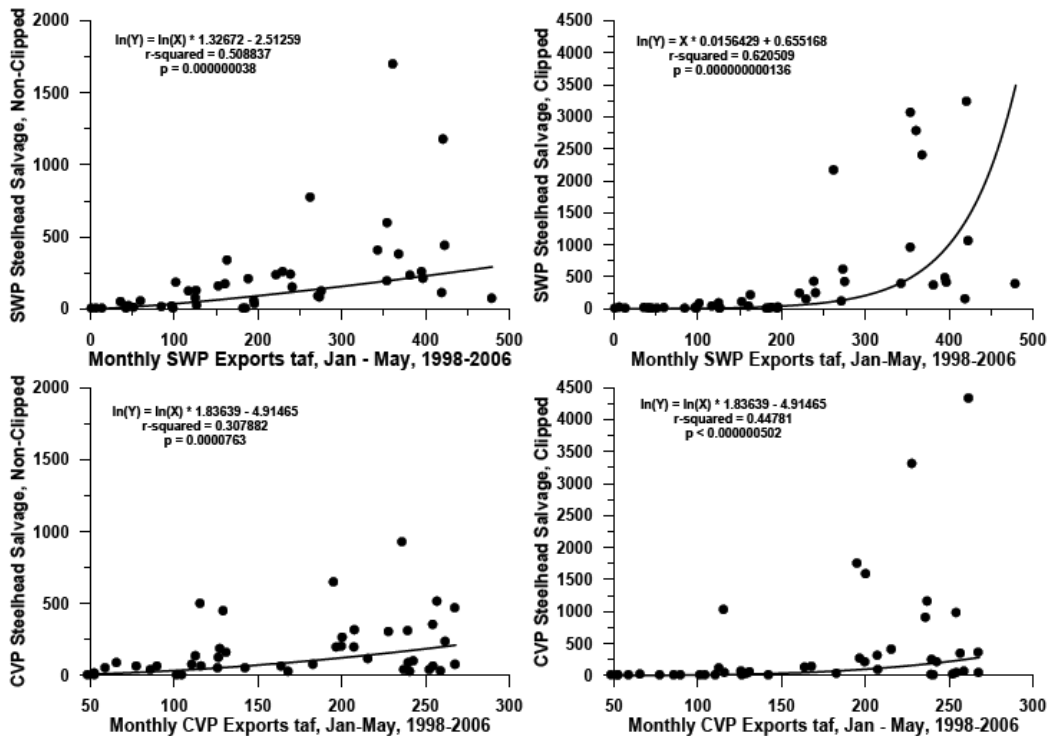 2000
1500
1000
500
0
SWP Steelhead Salvage, Non-Clipped
ln(Y) = ln(X) * 1.32672 - 2.51259
r-squared = 0.508837
p = 0.000000038
0 100 200 300 400 500
Monthly SWP Exports taf, Jan - May, 1998-2006
4500
4000
3500
3000
2500
2000
1500
1000
500
0
SWP Steelhead Salvage, Clipped
ln(Y) = X * 0.0156429 + 0.655168
r-squared = 0.620509
p = 0.000000000136
0 100 200 300 400 500
Monthly SWP Exports taf, Jan-May, 1998-2006
2000
1500
1000
500
0
CVP Steelhead Salvage, Non-Clipped
ln(Y) = ln(X) * 1.83639 - 4.91465
r-squared = 0.307882
p = 0.0000763
50 100 150 200 250 300
Monthly CVP Exports taf, Jan-May, 1998-2006
4500
4000
3500
3000
2500
2000
1500
1000
500
0
CVP Steelhead Salvage, Clipped
ln(Y) = ln(X) * 1.83639 - 4.91465
r-squared = 0.44781
p < 0.000000502
50 100 150 200 250 300
Monthly CVP Exports taf, Jan - May, 1998-2006